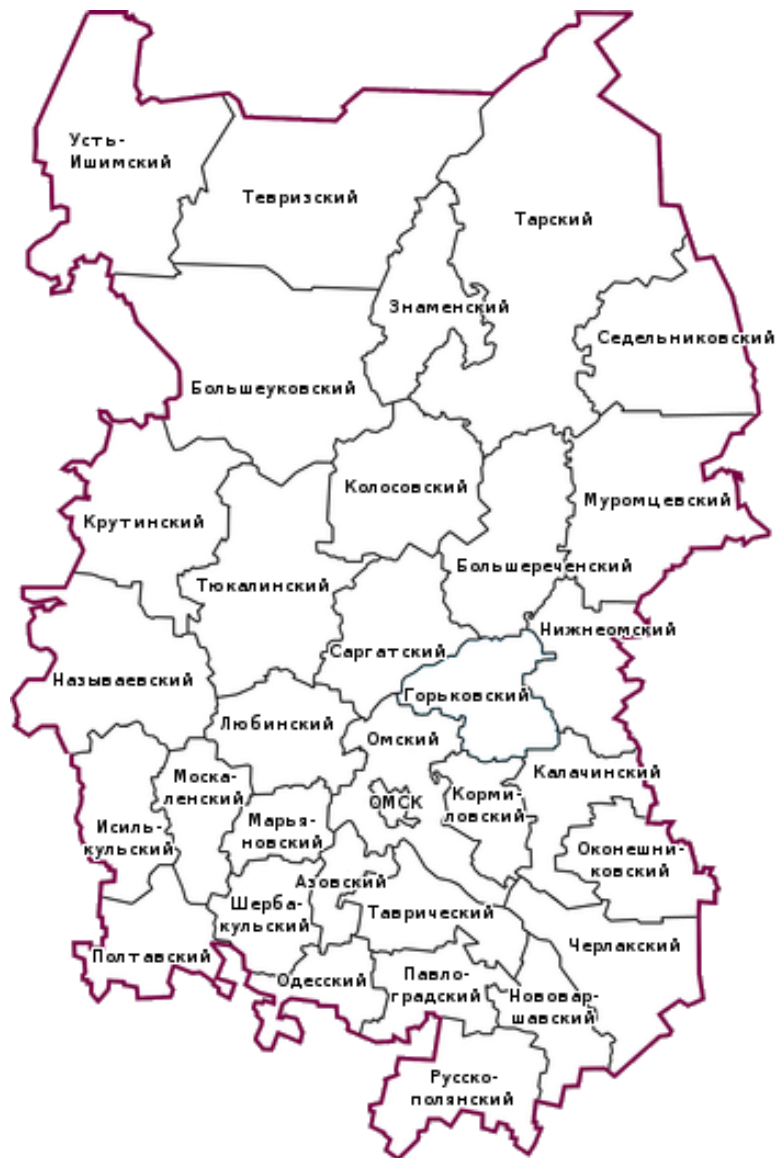 Усть-
Ишимский
Тевризский
Тарский
Знаменский
Седельниковский
Большеуковский
Колосовский
Муромцевский
Крутинский
Большереченский
Тюкалинский
Нижнеомский
Саргатский
Называевский
Горьковский
Любинский
Омский
Калачинский
Моска-
ленский
ОМСК
Корми-
ловский
Марья-
новский
Исиль-
кульский
Оконешни-
ковский
Азовский
Шерба-
кульский
Таврический
Черлакский
Полтавский
Одесский
Павло-
градский
Нововар-
шавский
Русско-
полянский